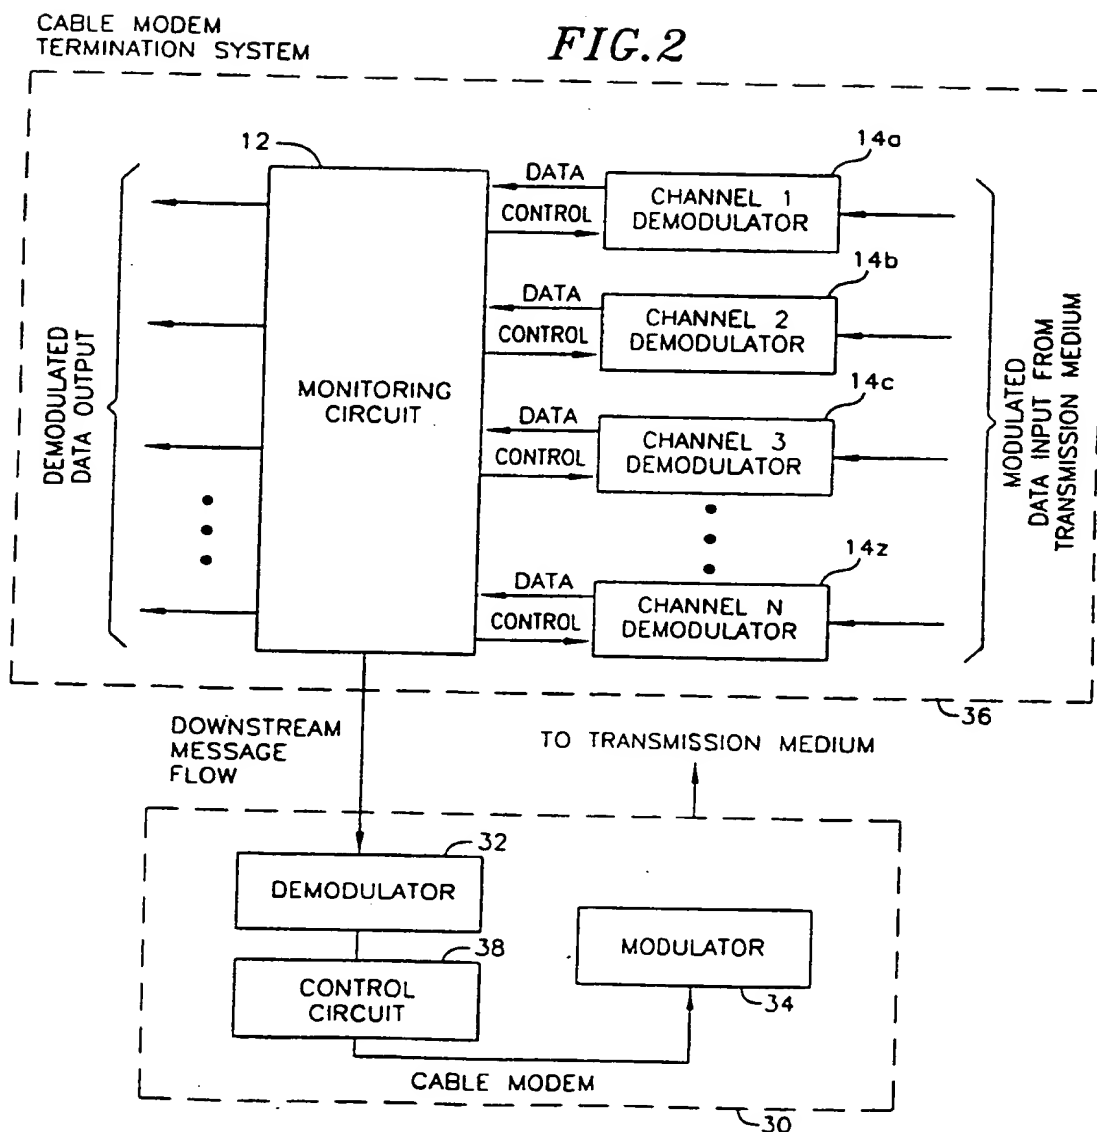 CABLE MODEM
TERMINATION SYSTEM
FIG.2
12
14a
DATA
CONTROL
CHANNEL 1
DEMODULATOR
14b
DATA
CONTROL
CHANNEL 2
DEMODULATOR
14c
DATA
CONTROL
CHANNEL 3
DEMODULATOR
14z
DATA
CONTROL
CHANNEL N
DEMODULATOR
MONITORING
CIRCUIT
DEMODULATED
DATA OUTPUT
MODULATED
DATA INPUT FROM
TRANSMISSION MEDIUM
36
DOWNSTREAM
MESSAGE
FLOW
TO TRANSMISSION MEDIUM
32
DEMODULATOR
38
CONTROL
CIRCUIT
MODULATOR
34
CABLE MODEM
30